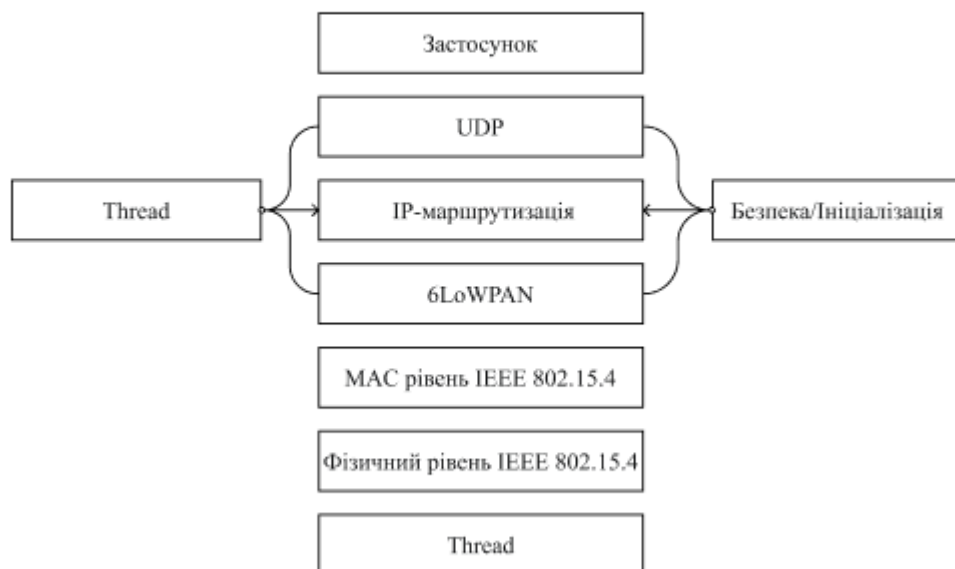 Застосунок
UDP
Thread
IP-маршрутизація
Безпека/Ініціалізація
6LoWPAN
MAC рівень IEEE 802.15.4
Фізичний рівень IEEE 802.15.4
Thread